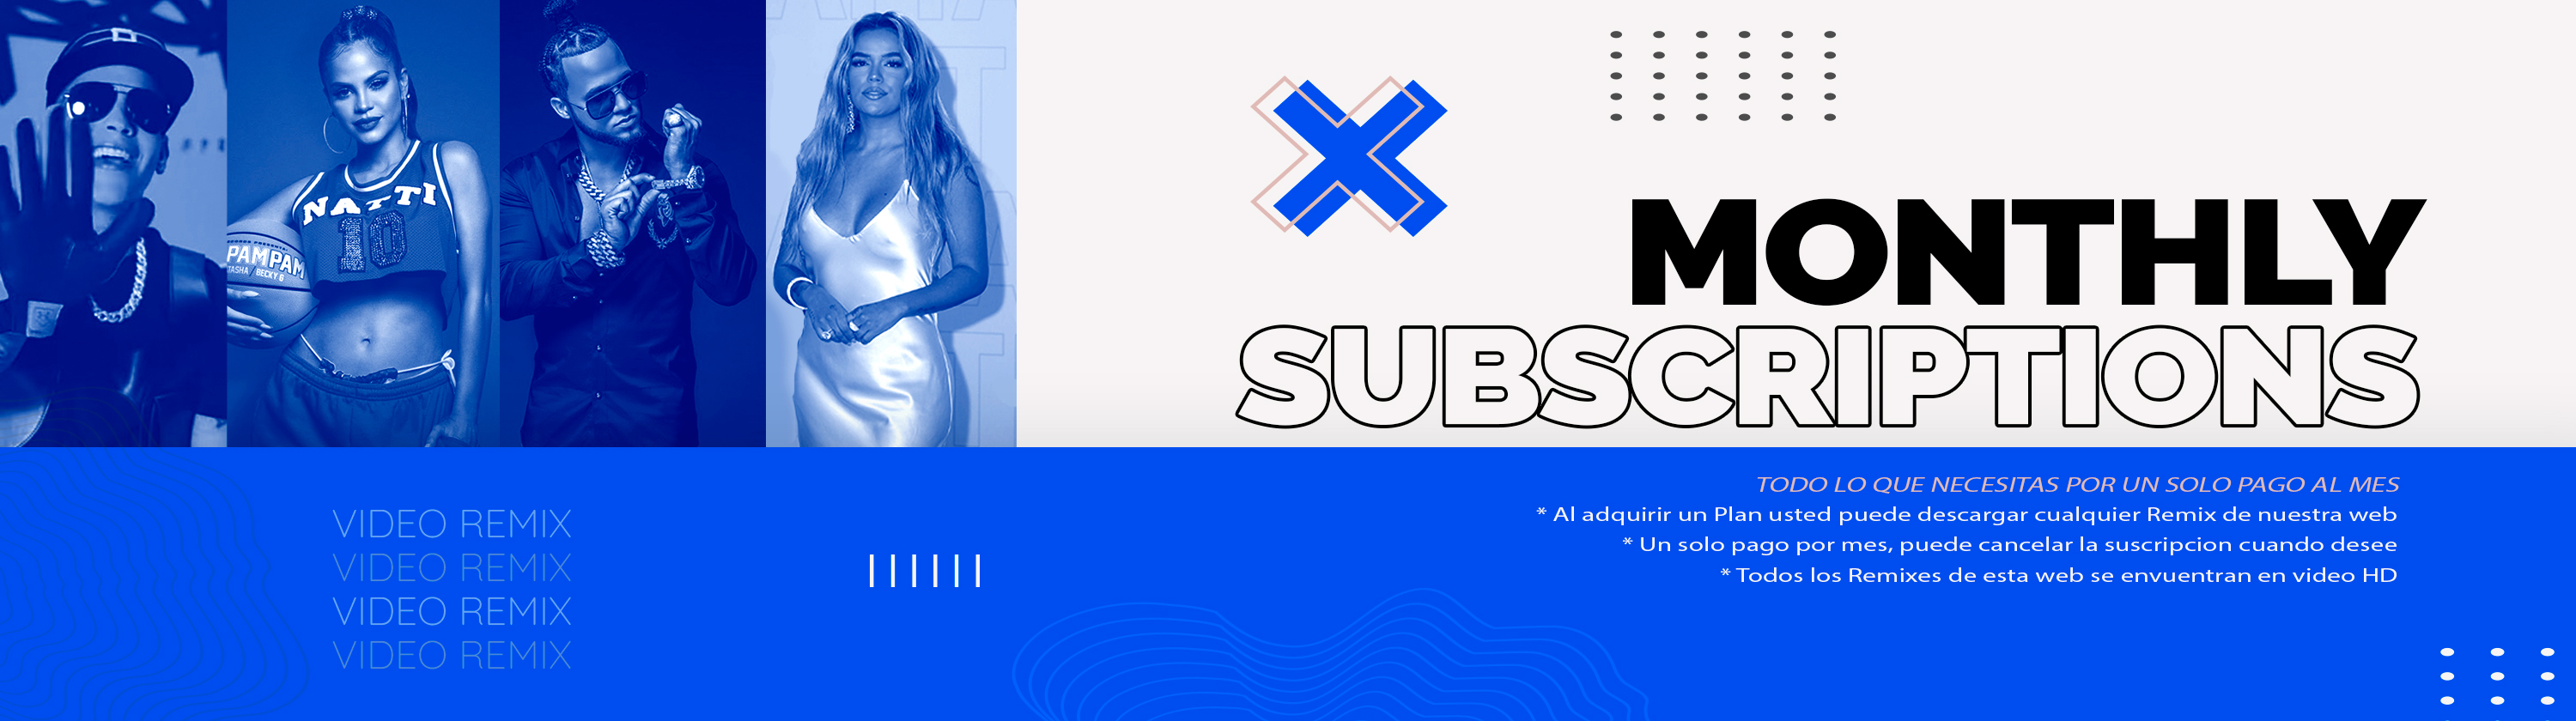 NATTI
10
PAMPAM
TASHA / BECKY G
MONTHLY
SUBSCRIPTIONS
TODO LO QUE NECESITAS POR UN SOLO PAGO AL MES
* Al adquirir un Plan usted puede descargar cualquier Remix de nuestra web
* Un solo pago por mes, puede cancelar la suscripcion cuando desee
* Todos los Remixes de esta web se envuentran en video HD
VIDEO REMIX
VIDEO REMIX
VIDEO REMIX
VIDEO REMIX